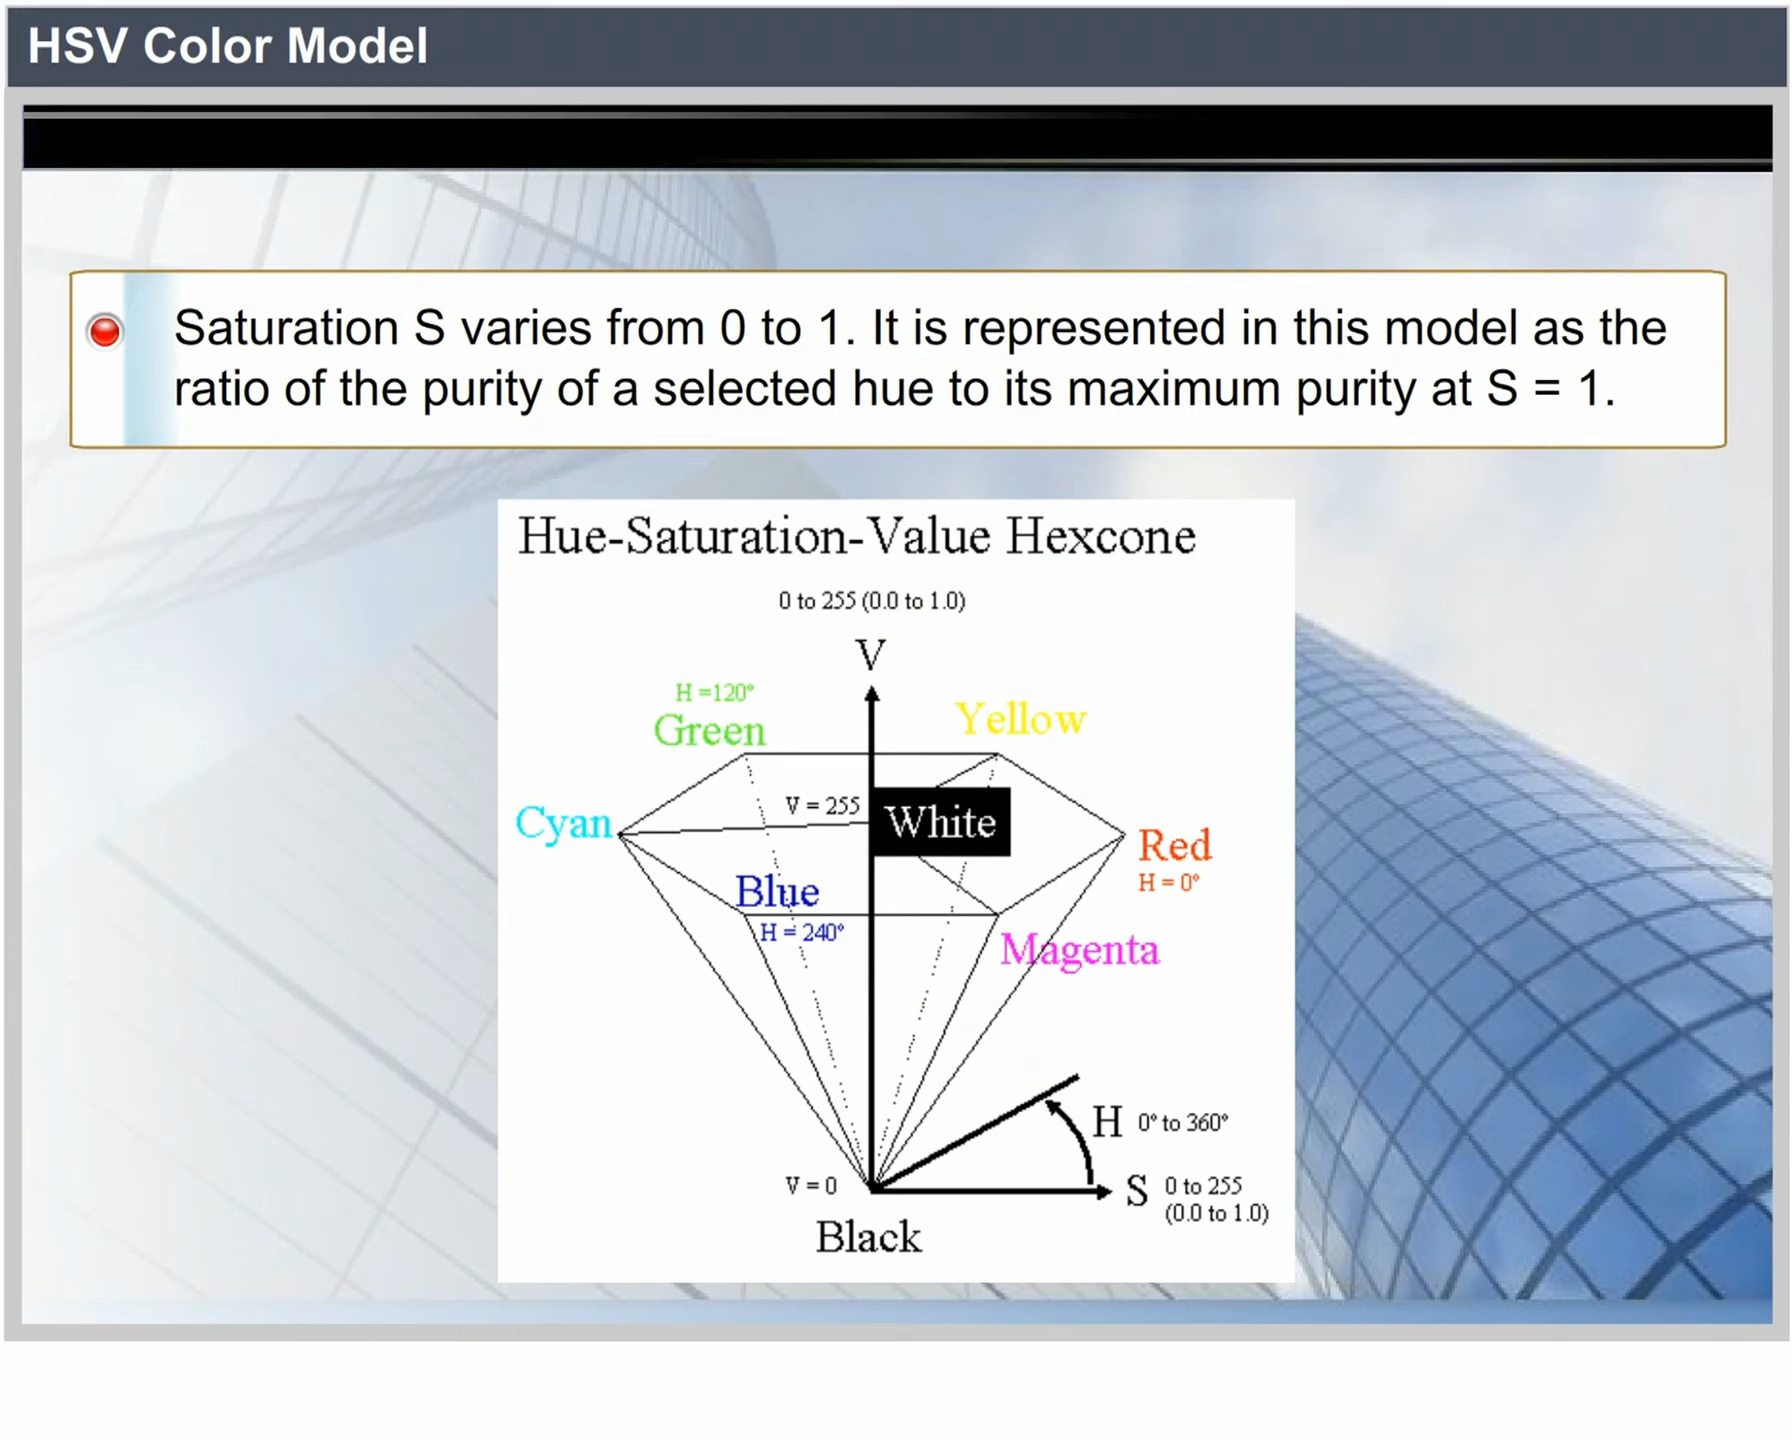 HSV Color Model
Saturation S varies from 0 to 1. It is represented in this model as the
ratio of the purity of a selected hue to its maximum purity at S = 1.
Hue-Saturation-Value Hexcone
0 to 255 (0.0 to 1.0)
V
H =120°
Green
Yellow
V = 255
White
Cyan
Red
H = 0°
Blue
H = 240°
Magenta
H 0° to 360°
V = 0
S 0 to 255
(0.0 to 1.0)
Black